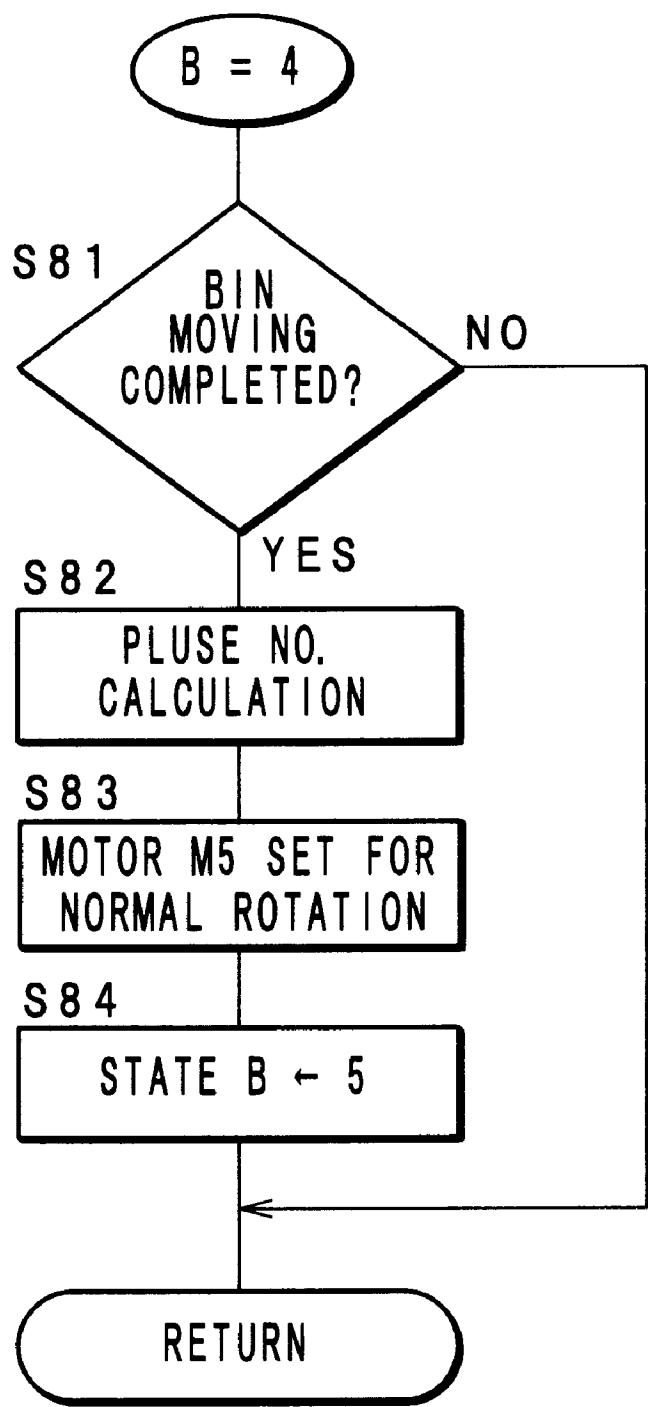 B = 4
S81
BIN
MOVING
COMPLETED?
NO
YES
S82
PLUSE NO.
CALCULATION
S83
MOTOR M5 SET FOR
NORMAL ROTATION
S84
STATE B ← 5
RETURN